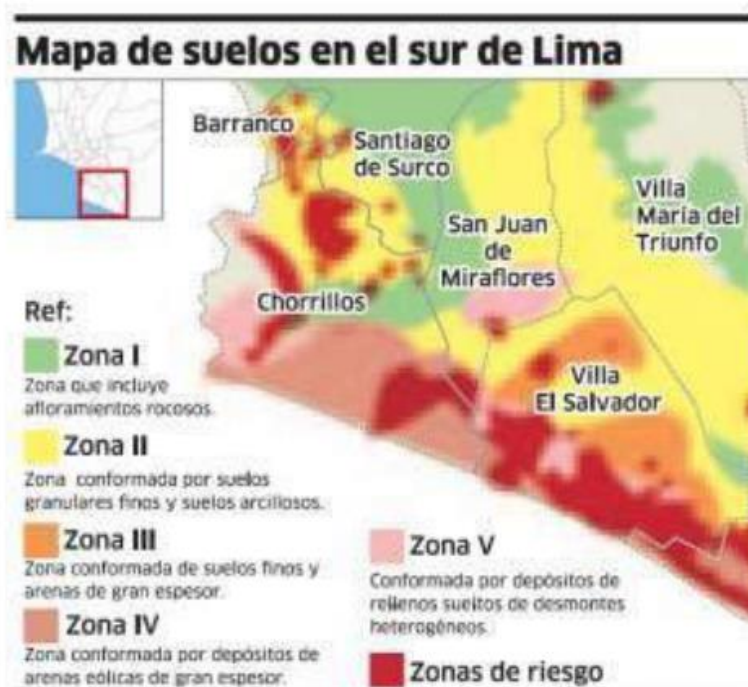 Mapa de suelos en el sur de Lima
Barranco
Santiago
de Surco
Villa
María del
Triunfo
San Juan
de
Miraflores
Chorrillos
Villa
El Salvador
Ref:
Zona I
Zona que incluye
afloramientos rocosos.
Zona II
Zona conformada por suelos
granulares finos y suelos arcillosos.
Zona III
Zona conformada de suelos finos y
arenas de gran espesor.
Zona IV
Zona conformada por depósitos de
arenas eólicas de gran espesor.
Zona V
Conformada por depósitos de
rellenos sueltos de desmontes
heterogéneos.
Zonas de riesgo